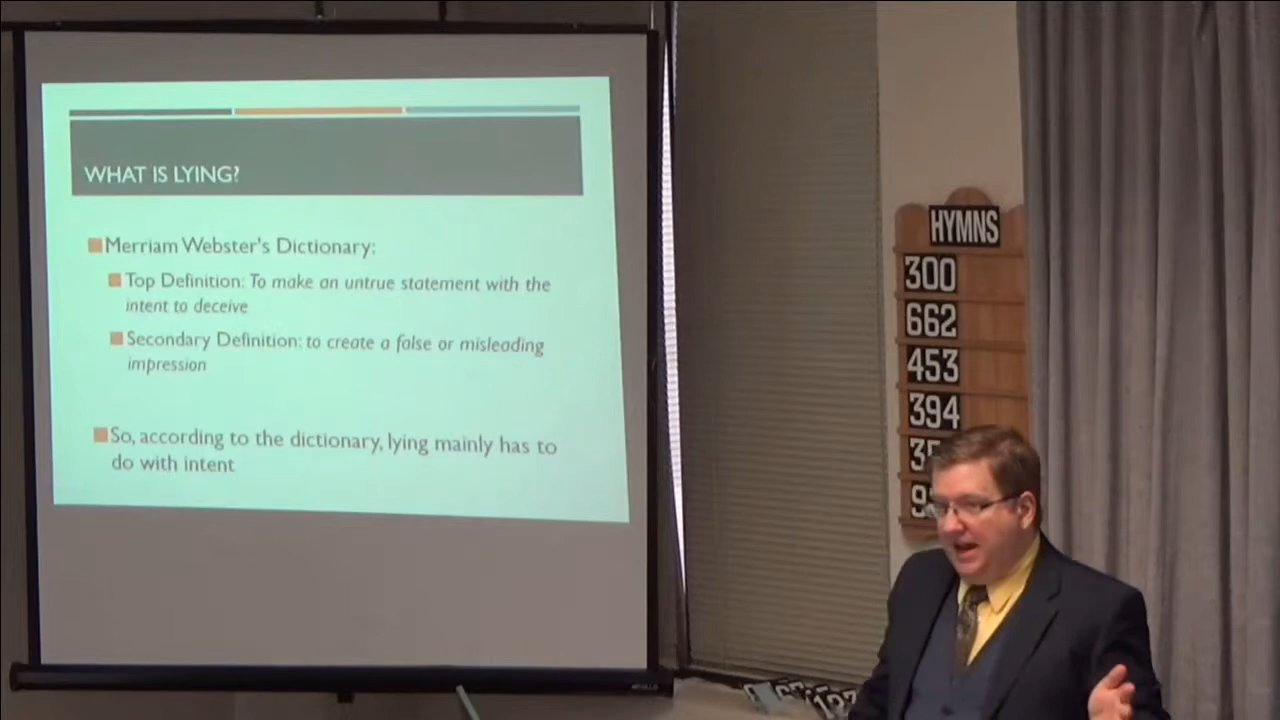 WHAT IS LYING?
Merriam Webster's Dictionary:
Top Definition: To make an untrue statement with the
intent to deceive
Secondary Definition: to create a false or misleading
impression
So, according to the dictionary, lying mainly has to
do with intent
HYMNS
300
662
453
394